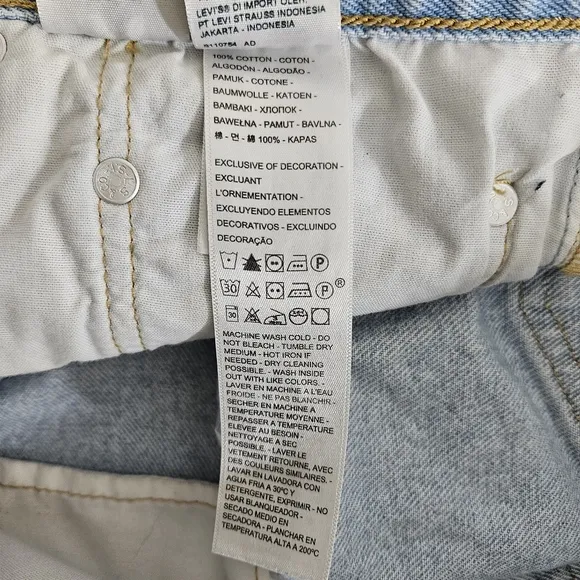 LEVI'S® DI IMPORT OLEH:
PT LEVI STRAUSS INDONESIA
JAKARTA - INDONESIA
AD
100% COTTON - COTON -
ALGODÓN - ALGODÃO -
PAMUK - COTONE -
BAUMWOLLE - KATOEN -
BAMBAKI - ХЛОПОК -
BAWEŁNA - PAMUT - BAVLNA -
棉 - 면 - 綿 100% - KAPAS
EXCLUSIVE OF DECORATION -
EXCLUANT
L'ORNEMENTATION -
EXCLUYENDO ELEMENTOS
DECORATIVOS - EXCLUINDO
DECORAÇÃO
P
30 P ®
30
MACHINE WASH COLD - DO
NOT BLEACH - TUMBLE DRY
MEDIUM - HOT IRON IF
NEEDED - DRY CLEANING
POSSIBLE. - WASH INSIDE
OUT WITH LIKE COLORS. -
LAVER EN MACHINE A L'EAU
FROIDE - NE PAS BLANCHIR -
SECHER EN MACHINE A
TEMPERATURE MOYENNE -
REPASSER A TEMPERATURE
ELEVEE AU BESOIN -
NETTOYAGE A SEC
POSSIBLE. - LAVER LE
VETEMENT RETOURNE, AVEC
DES COULEURS SIMILAIRES. -
LAVAR EN LAVADORA CON
AGUA FRIA A 30ºC Y
DETERGENTE, EXPRIMIR - NO
USAR BLANQUEADOR -
SECADO MEDIO EN
SECADORA - PLANCHAR EN
TEMPERATURA ALTA A 200ºC